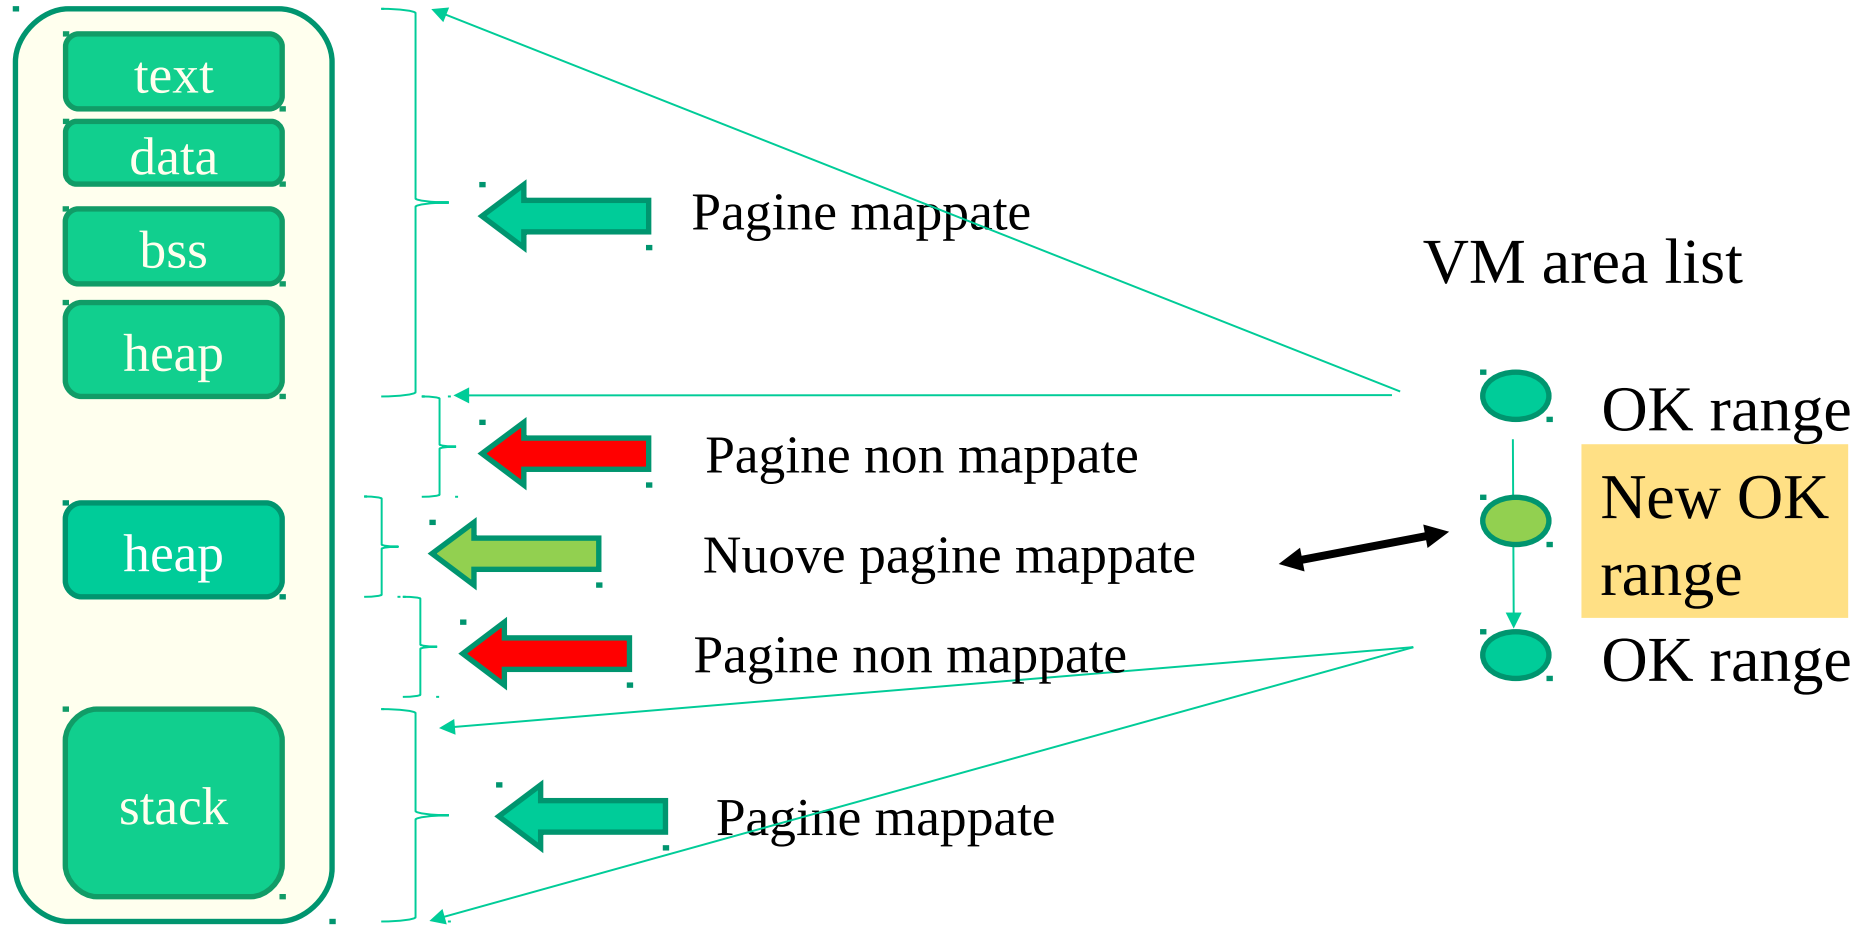 text
data
bss
heap
heap
stack
Pagine mappate
Pagine non mappate
Nuove pagine mappate
Pagine non mappate
Pagine mappate
VM area list
OK range
New OK
range
OK range